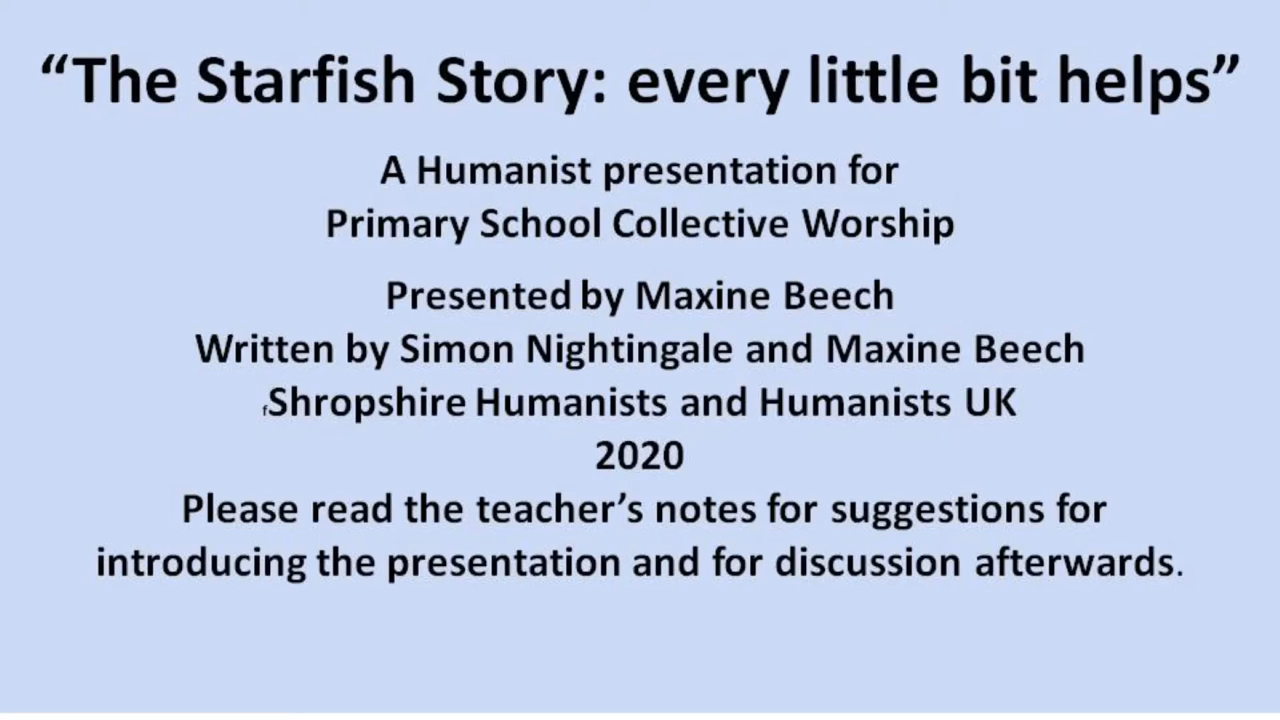 “The Starfish Story: every little bit helps”
A Humanist presentation for
Primary School Collective Worship
Presented by Maxine Beech
Written by Simon Nightingale and Maxine Beech
fShropshire Humanists and Humanists UK
2020
Please read the teacher’s notes for suggestions for
introducing the presentation and for discussion afterwards.